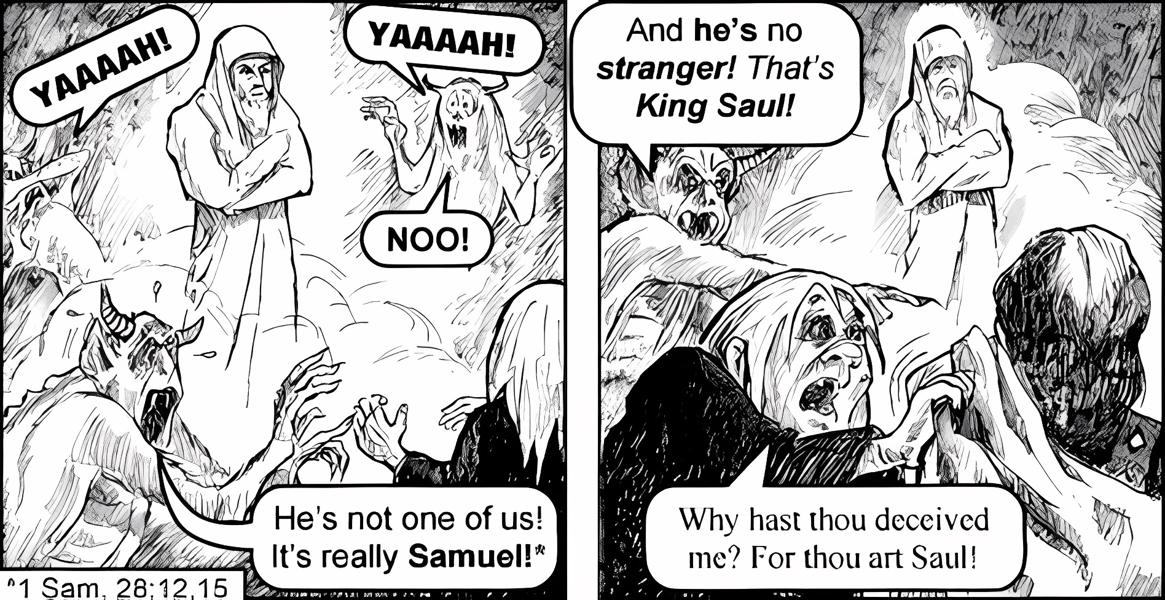 YAAAAH!
YAAAAH!
NOO!
He's not one of us!
It's really Samuel!*
*1 Sam, 28:12,15
And he's no
stranger! That's
King Saul!
Why hast thou deceived
me? For thou art Saul!